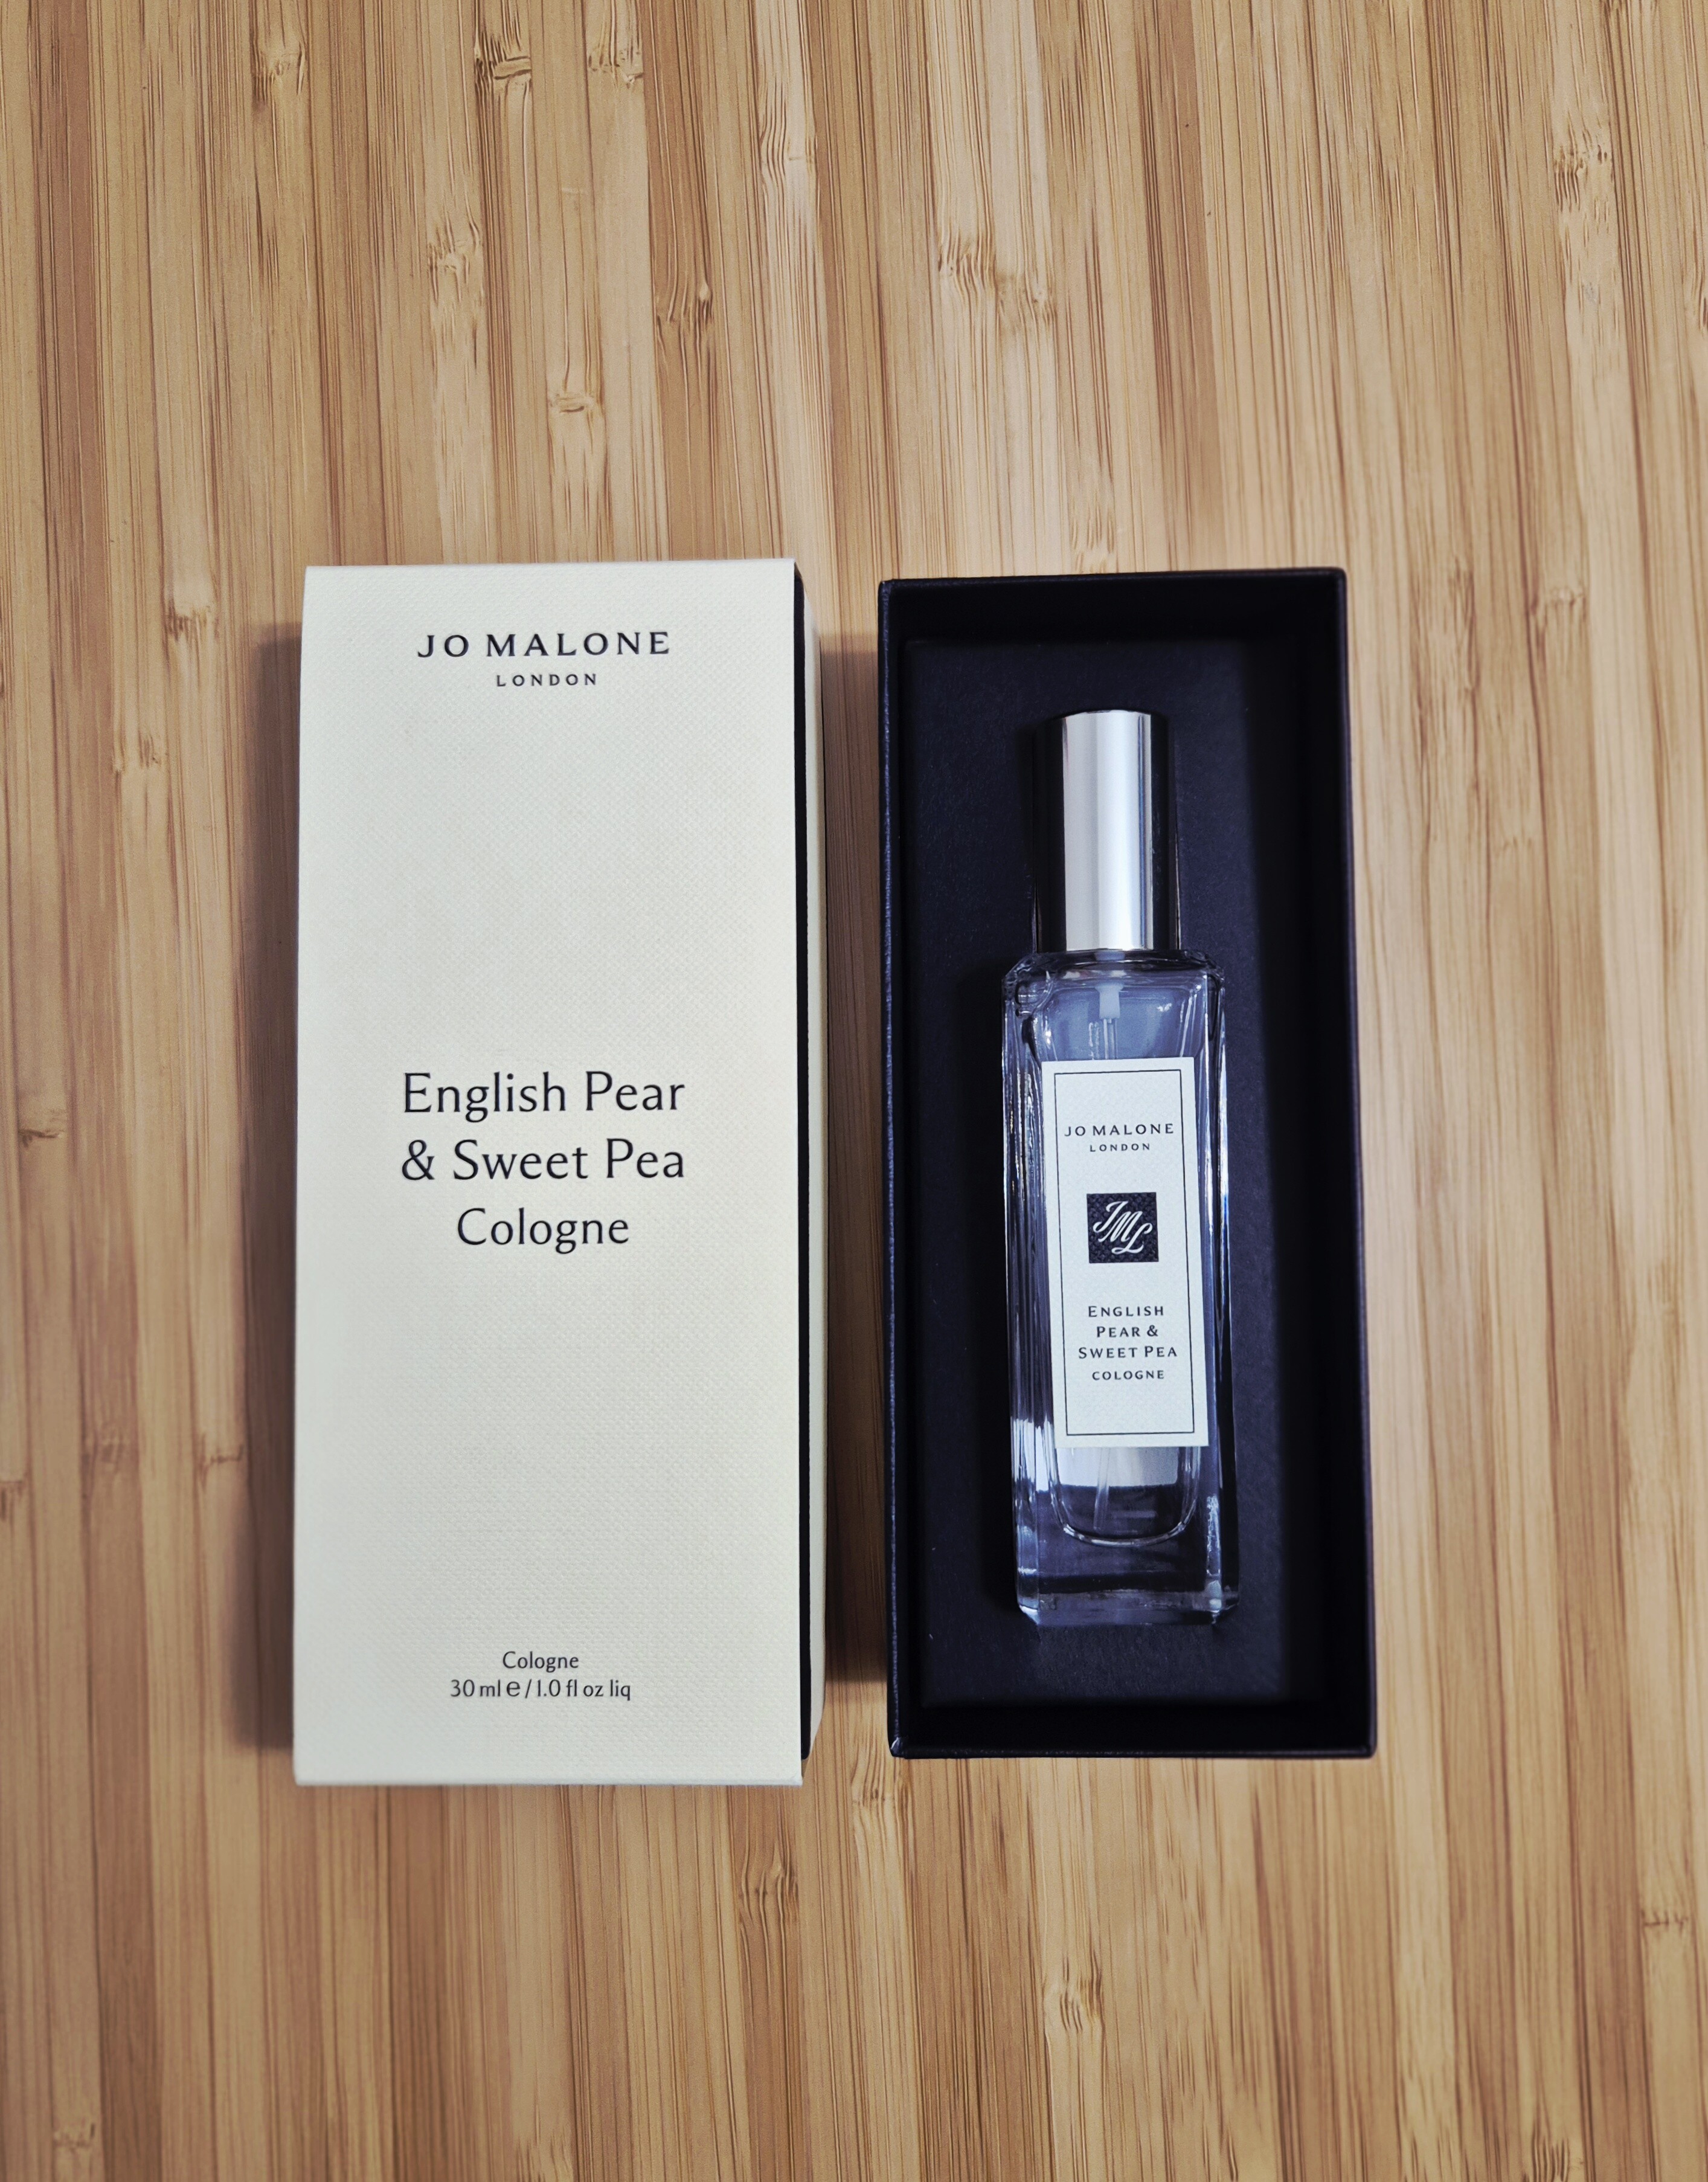 JO MALONE
LONDON
English Pear
& Sweet Pea
Cologne
Cologne
30 ml ℮ / 1.0 fl oz liq
JO MALONE
LONDON
JML
ENGLISH
PEAR &
SWEET PEA
COLOGNE